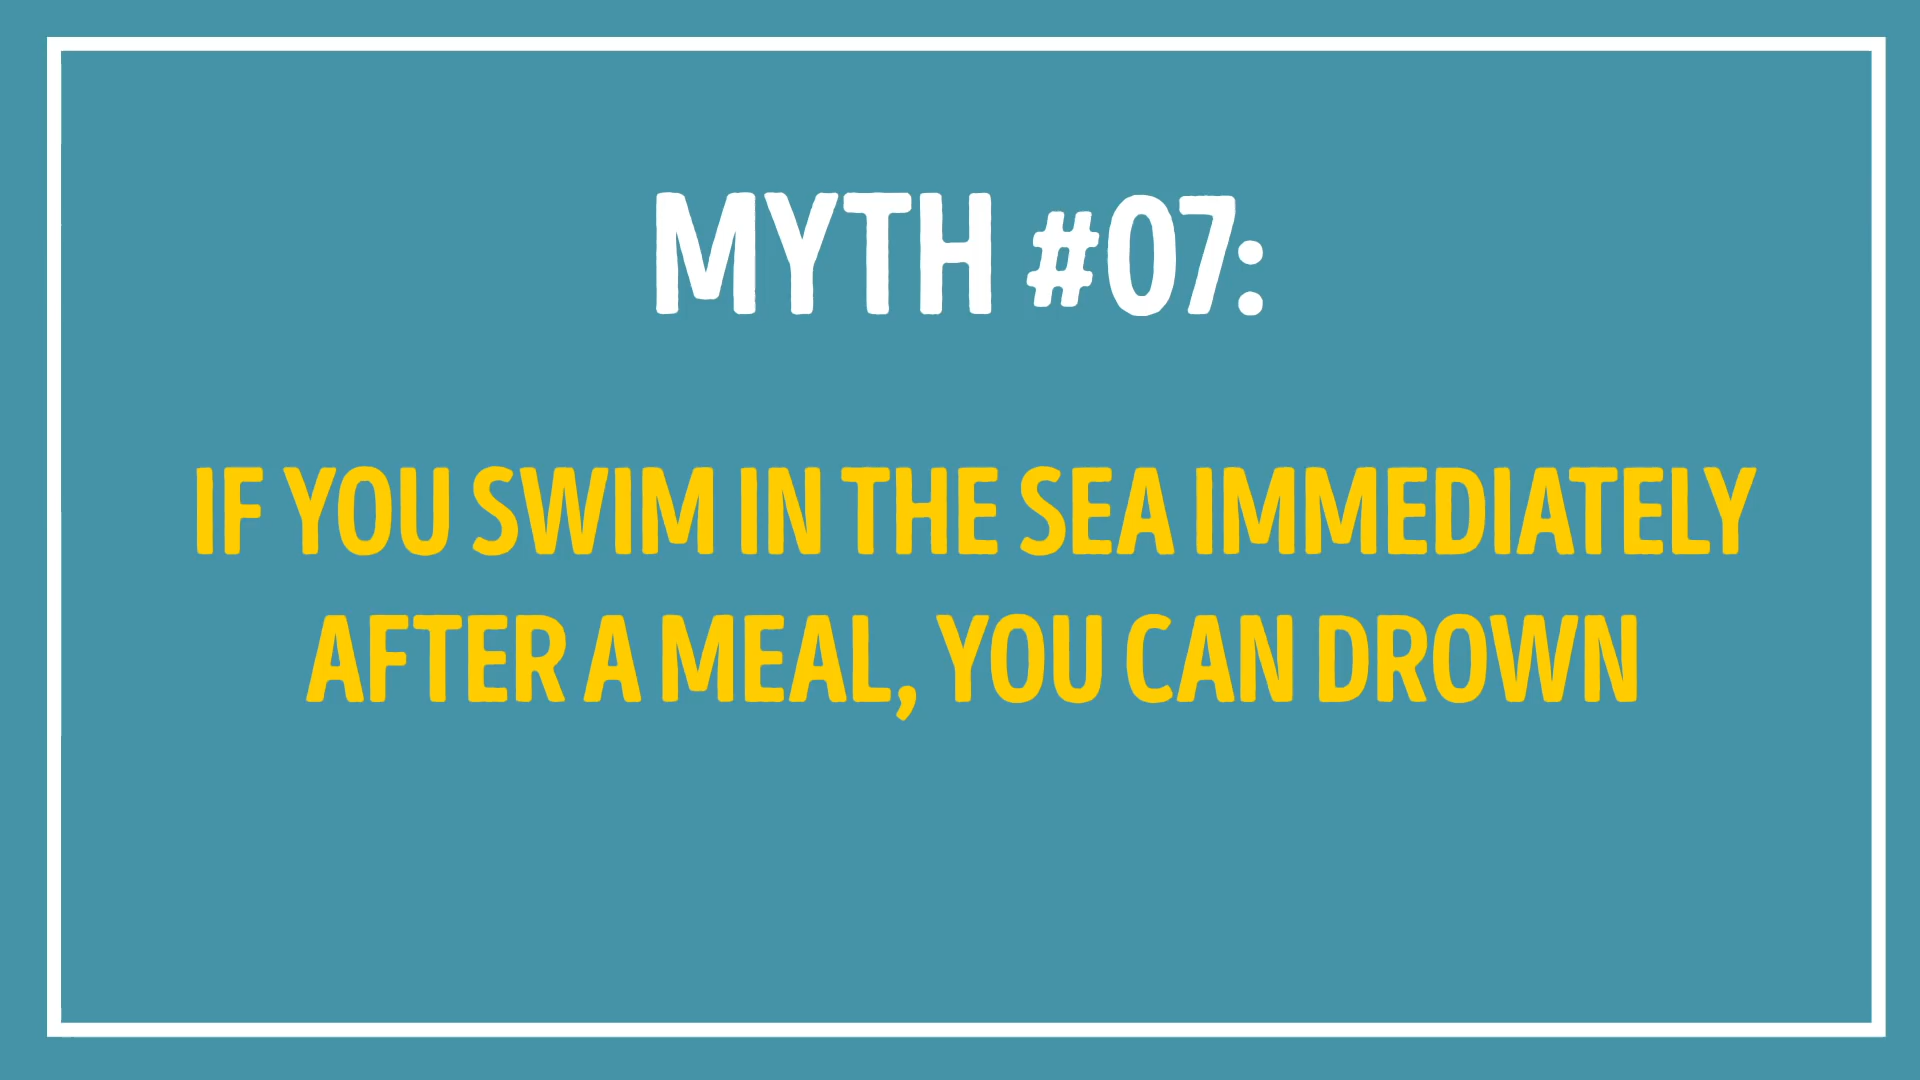 MYTH #07:
IF YOU SWIM IN THE SEA IMMEDIATELY
AFTER A MEAL, YOU CAN DROWN